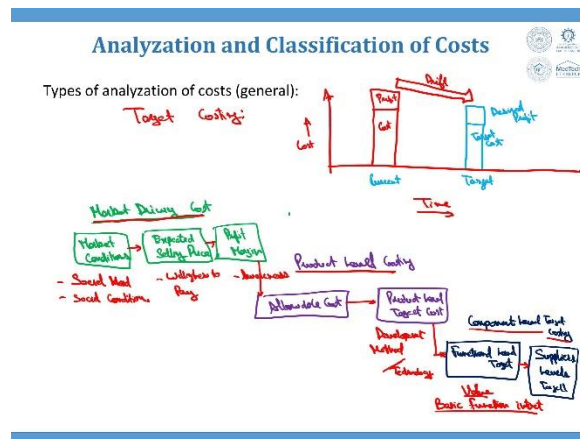 Analyzation and Classification of Costs
Types of analyzation of costs (general):
Target Costing:
Drift
Profit
Cost
Desired Profit
Target Cost
Cost
Current
Target
Time
Market Driving Cost
Market Conditions
Expected Selling Price
Profit Margin
- Social Need
- Social Conditions
- Willingness to Pay
Product Level Costing
Allowable Cost
Product Level Target Cost
Component Level Target Costing
Development Method
Technology
Functional Level Target
Suppliers Levels Target
Value
Basic function intact